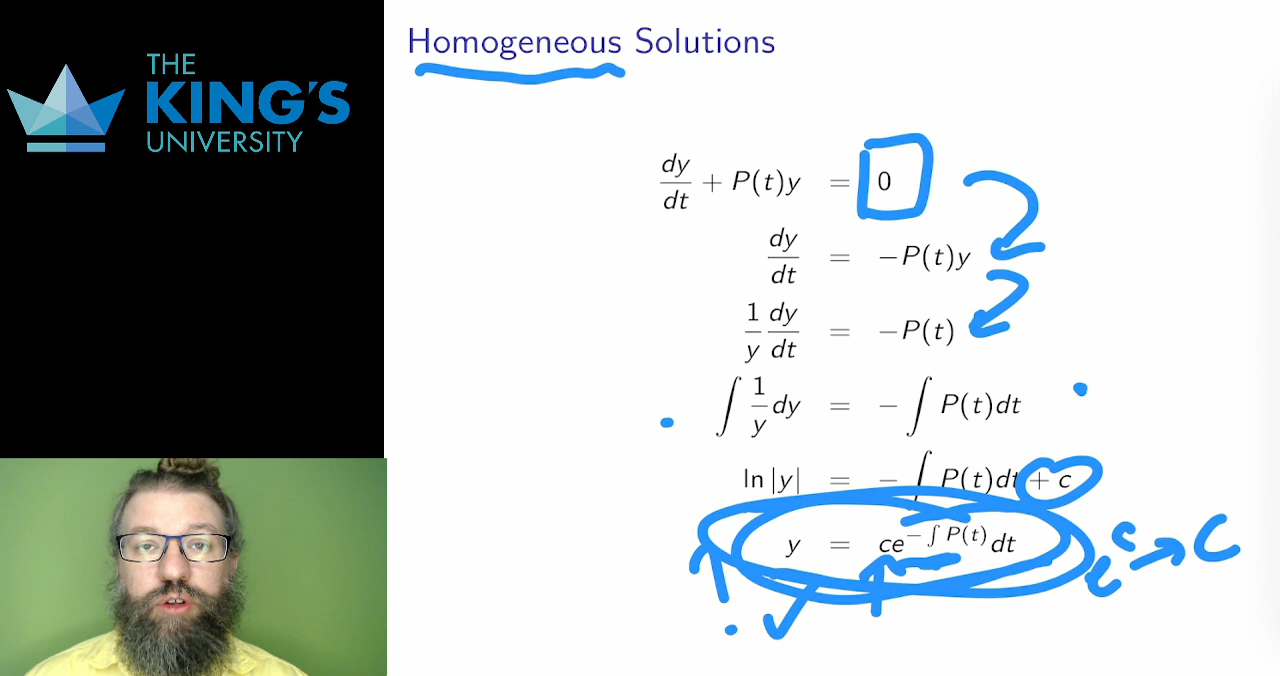 THE
KING'S
UNIVERSITY
Homogeneous Solutions
dy/dt + P(t)y = 0
dy/dt = −P(t)y
1/y dy/dt = −P(t)
∫ 1/y dy = − ∫ P(t)dt
ln |y| = − ∫ P(t)dt + c
y = ce^{− ∫ P(t)} dt
e^c → C